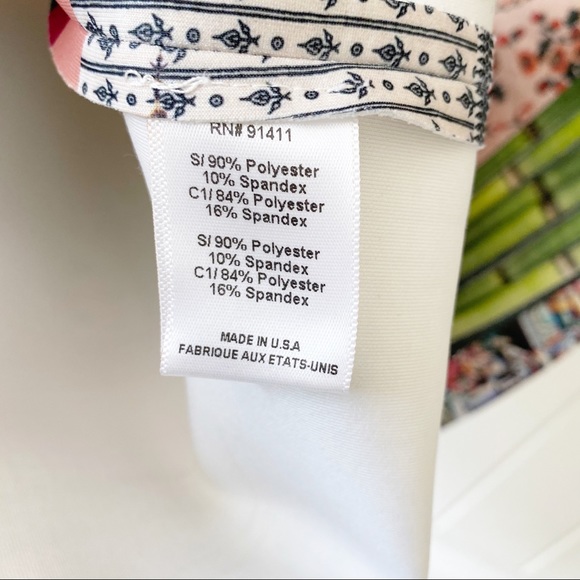 RN# 91411
S/ 90% Polyester
10% Spandex
C1/ 84% Polyester
16% Spandex
S/ 90% Polyester
10% Spandex
C1/ 84% Polyester
16% Spandex
MADE IN U.S.A
FABRIQUE AUX ETATS-UNIS